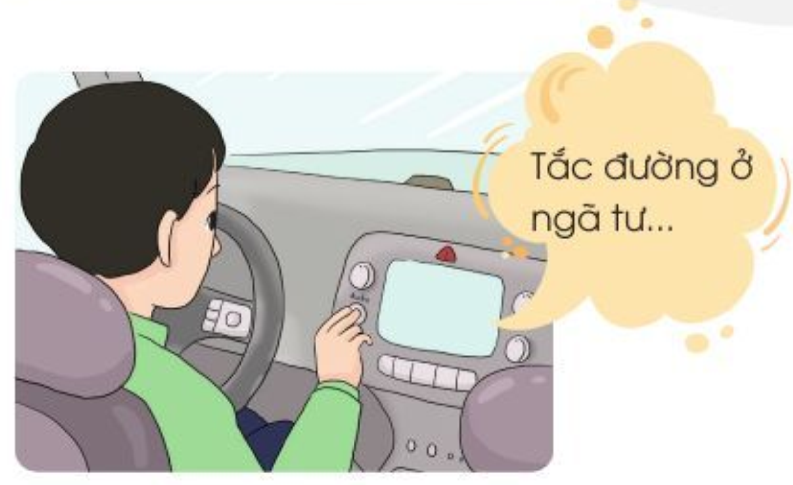 Tắc đường ở
ngã tư...